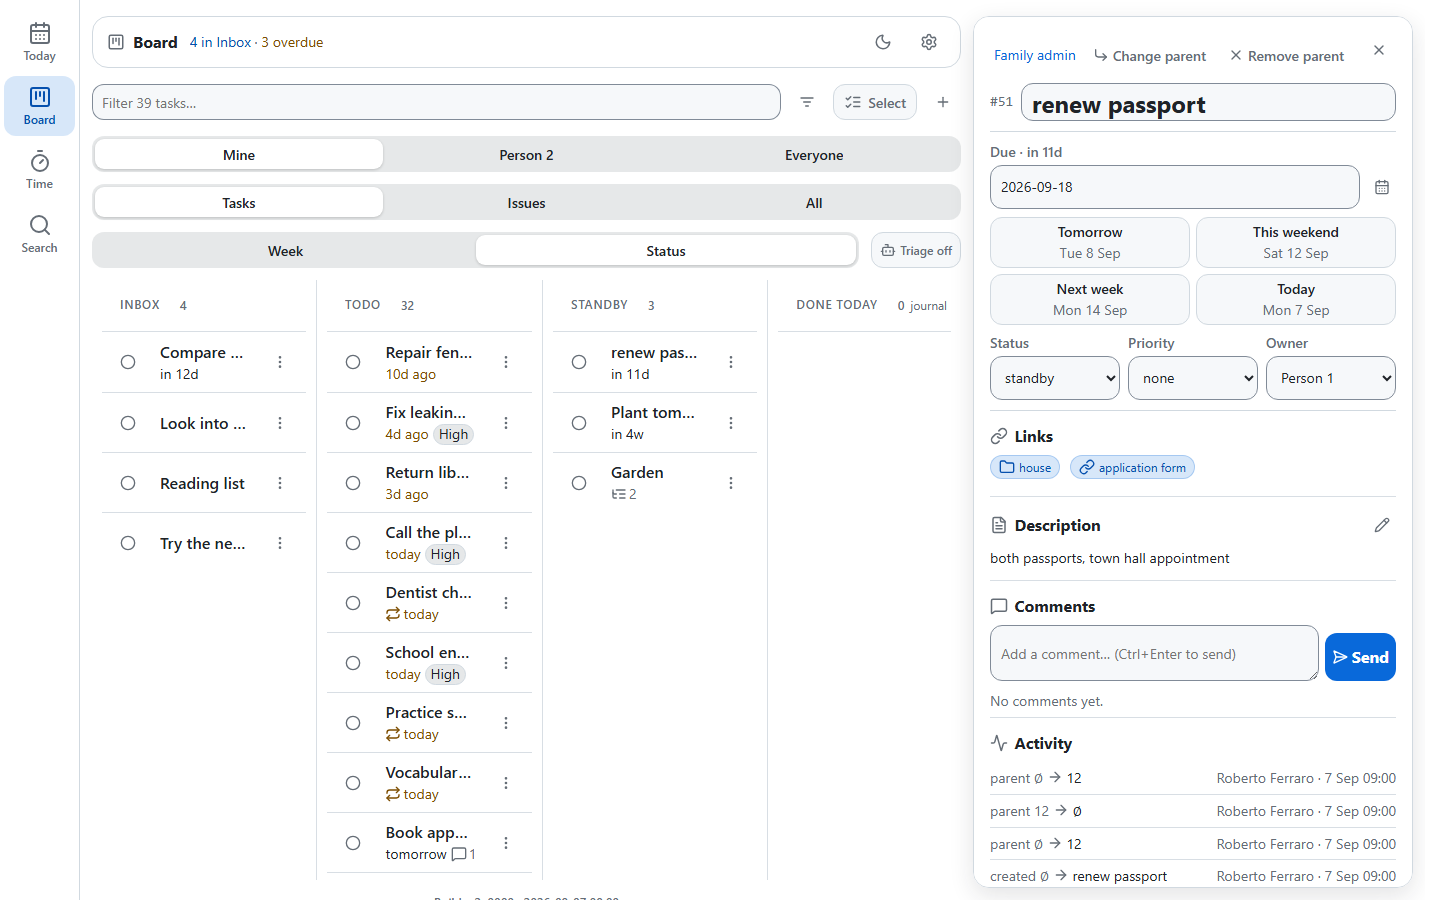 Today
Board
Time
Search
Board 4 in Inbox · 3 overdue
Filter 39 tasks...
Select
Mine Person 2 Everyone
Tasks Issues All
Week Status
Triage off
INBOX 4
Compare ...
in 12d
Look into ...
Reading list
Try the ne...
TODO 32
Repair fen...
10d ago
Fix leakin...
4d ago High
Return lib...
3d ago
Call the pl...
today High
Dentist ch...
today
School en...
today High
Practice s...
today
Vocabular...
today
Book app...
tomorrow 1
STANDBY 3
renew pas...
in 11d
Plant tom...
in 4w
Garden
2
DONE TODAY 0 journal
Family admin Change parent Remove parent
#51 renew passport
Due · in 11d
2026-09-18
Tomorrow
Tue 8 Sep
This weekend
Sat 12 Sep
Next week
Mon 14 Sep
Today
Mon 7 Sep
Status Priority Owner
standby none Person 1
Links
house application form
Description
both passports, town hall appointment
Comments
Add a comment... (Ctrl+Enter to send)
Send
No comments yet.
Activity
parent ∅ → 12 Roberto Ferraro · 7 Sep 09:00
parent 12 → ∅ Roberto Ferraro · 7 Sep 09:00
parent ∅ → 12 Roberto Ferraro · 7 Sep 09:00
created ∅ → renew passport Roberto Ferraro · 7 Sep 09:00